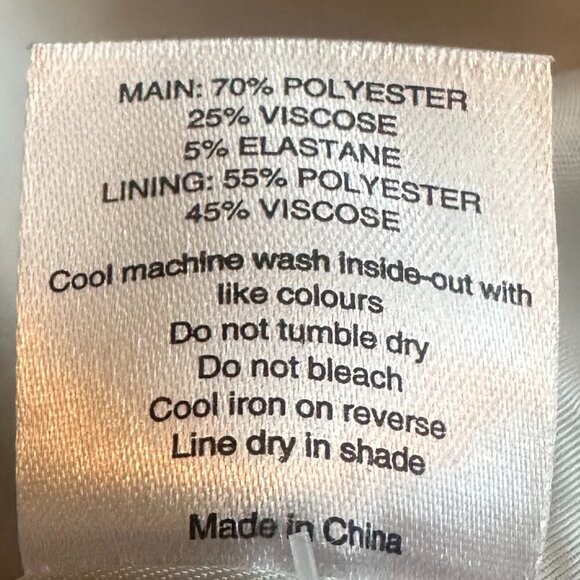 MAIN: 70% POLYESTER
25% VISCOSE
5% ELASTANE
LINING: 55% POLYESTER
45% VISCOSE
Cool machine wash inside-out with
like colours
Do not tumble dry
Do not bleach
Cool iron on reverse
Line dry in shade
Made in China